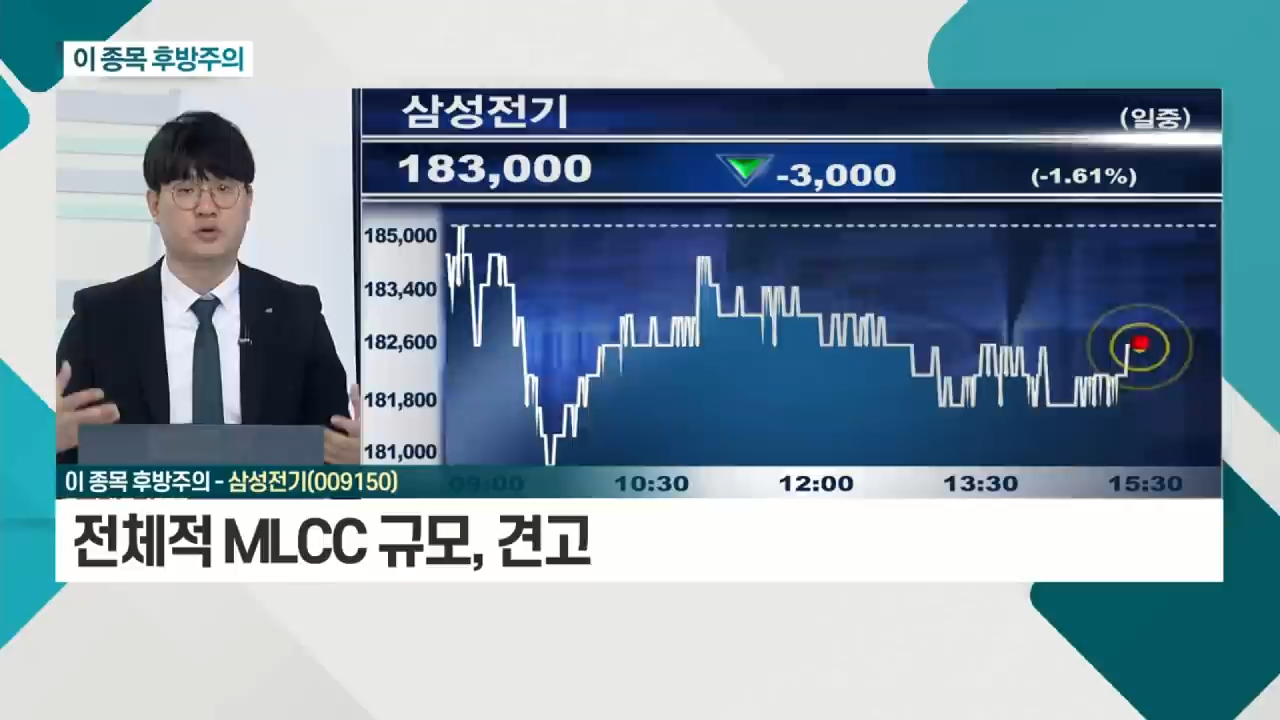 이 종목 후방주의
삼성전기
(일중)
183,000 -3,000 (-1.61%)
185,000
183,400
182,600
181,800
181,000
09:00 10:30 12:00 13:30 15:30
이 종목 후방주의 - 삼성전기(009150)
전체적 MLCC 규모, 견고